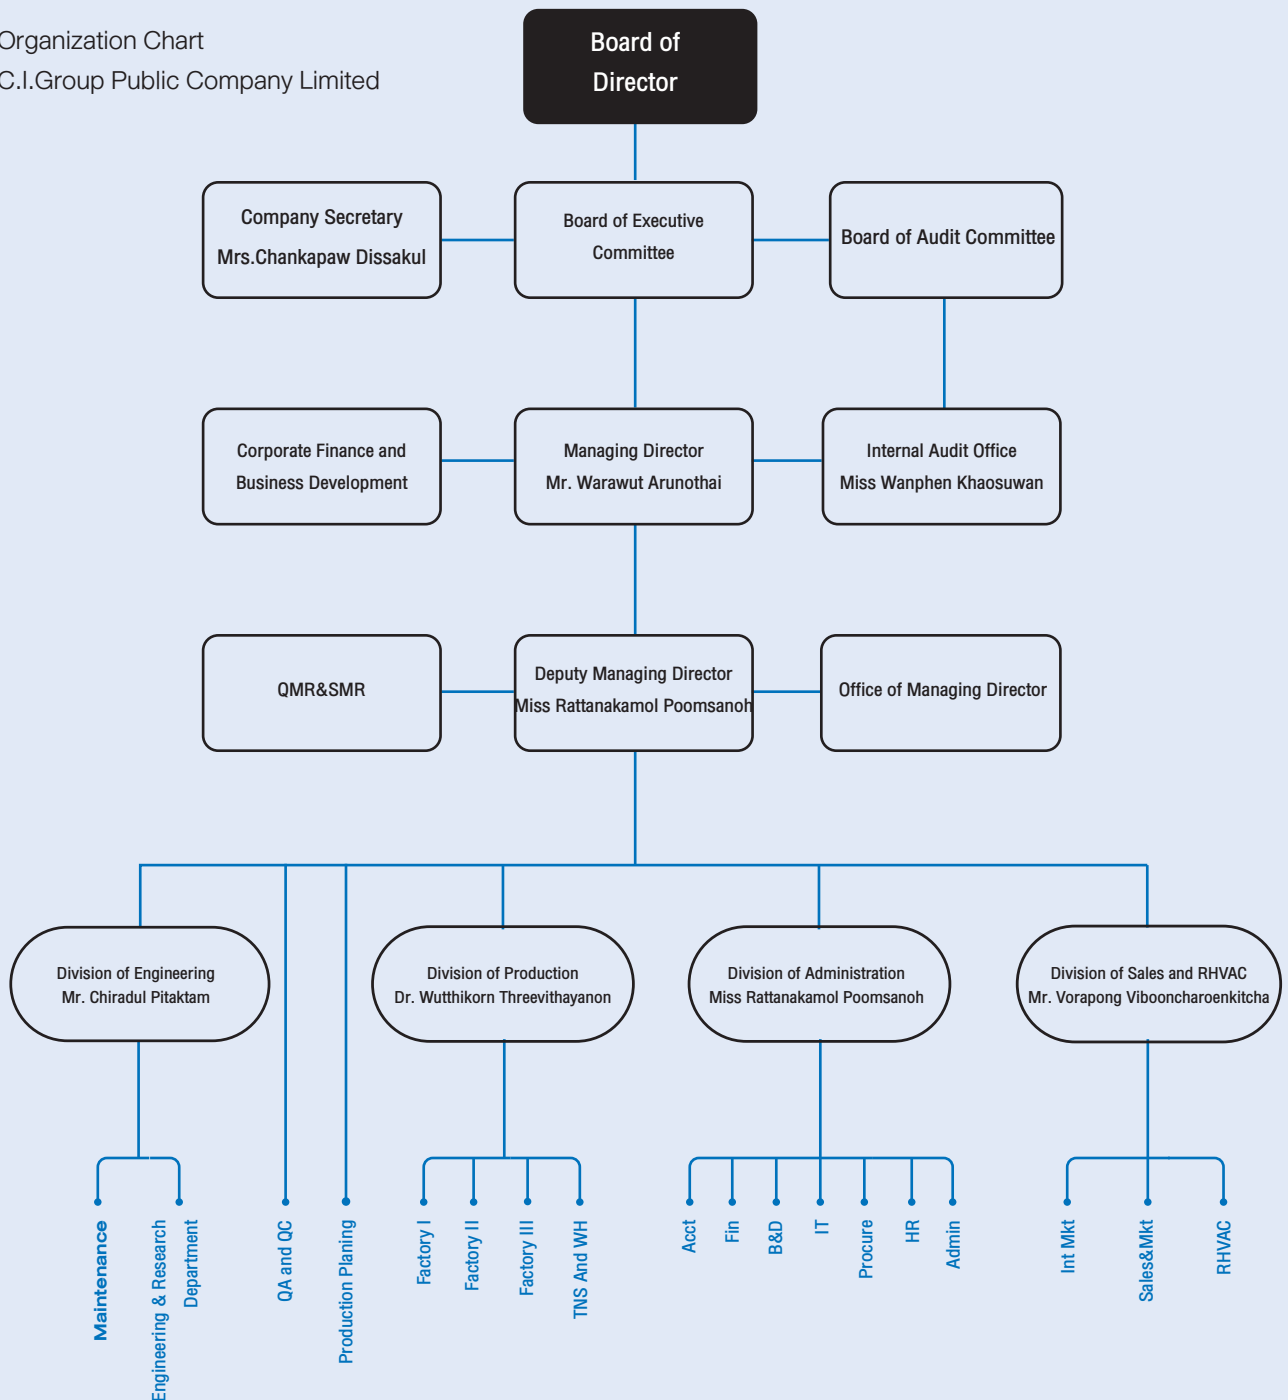 Organization Chart
C.I.Group Public Company Limited
Board of
Director
Company Secretary
Mrs.Chankapaw Dissakul
Board of Executive
Committee
Board of Audit Committee
Corporate Finance and
Business Development
Managing Director
Mr. Warawut Arunothai
Internal Audit Office
Miss Wanphen Khaosuwan
QMR&SMR
Deputy Managing Director
Miss Rattanakamol Poomsanoh
Office of Managing Director
Division of Engineering
Mr. Chiradul Pitaktam
Division of Production
Dr. Wutthikorn Threevithayanon
Division of Administration
Miss Rattanakamol Poomsanoh
Division of Sales and RHVAC
Mr. Vorapong Vibooncharoenkitcha
Maintenance
Engineering & Research
Department
QA and QC
Production Planing
Factory I
Factory II
Factory III
TNS And WH
Acct
Fin
B&D
IT
Procure
HR
Admin
Int Mkt
Sales&Mkt
RHVAC